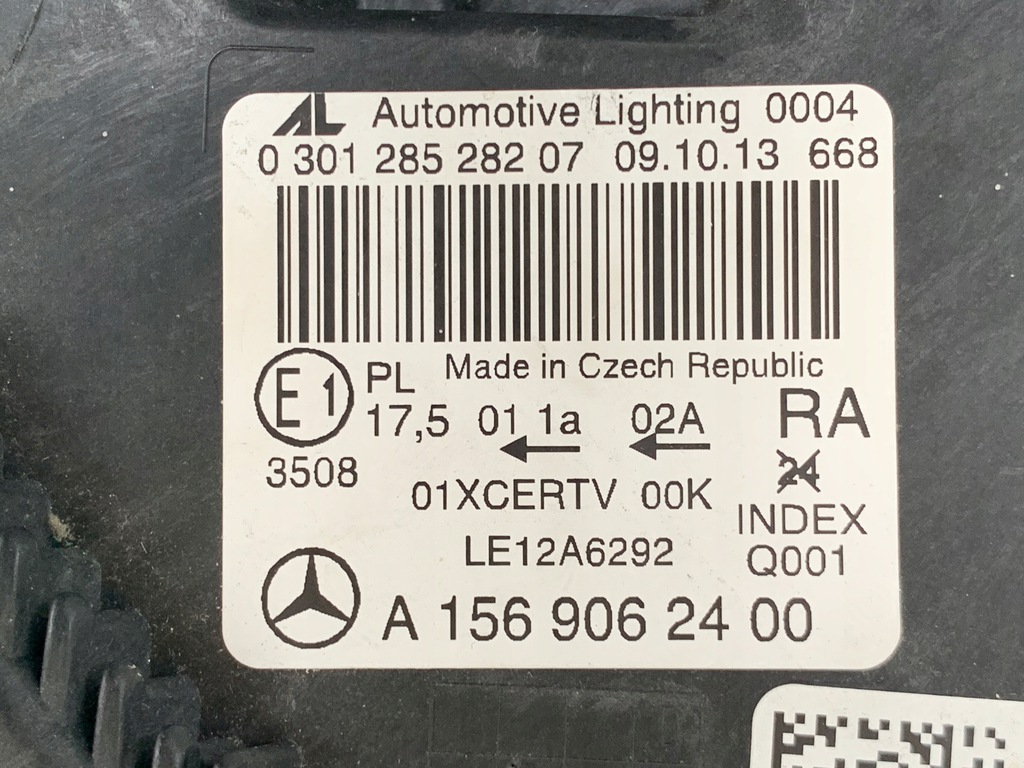 AL Automotive Lighting 0004
0 301 285 282 07 09.10.13 668
Made in Czech Republic
E1 PL
17,5 01 1a 02A RA
3508
24
01XCERTV 00K
INDEX
LE12A6292
Q001
A 156 906 24 00